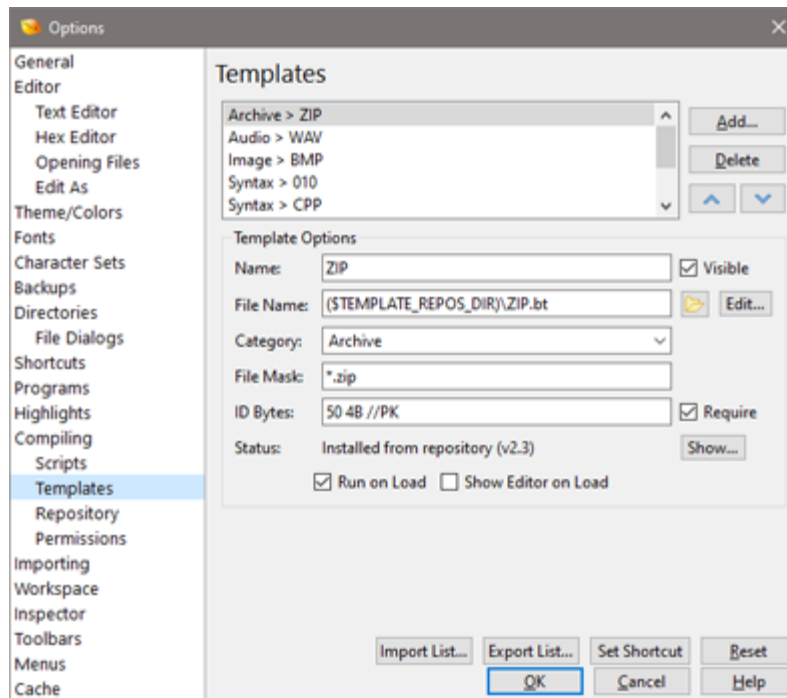 Options
General
Editor
Text Editor
Hex Editor
Opening Files
Edit As
Theme/Colors
Fonts
Character Sets
Backups
Directories
File Dialogs
Shortcuts
Programs
Highlights
Compiling
Scripts
Templates
Repository
Permissions
Importing
Workspace
Inspector
Toolbars
Menus
Cache
Templates
Archive > ZIP
Audio > WAV
Image > BMP
Syntax > 010
Syntax > CPP
Add...
Delete
Template Options
Name: ZIP Visible
File Name: ($TEMPLATE_REPOS_DIR)\ZIP.bt Edit...
Category: Archive
File Mask: *.zip
ID Bytes: 50 4B //PK Require
Status: Installed from repository (v2.3) Show...
Run on Load Show Editor on Load
Import List... Export List... Set Shortcut Reset
OK Cancel Help